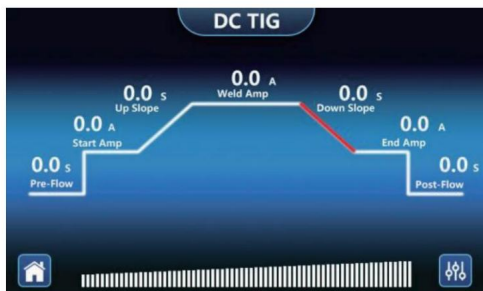 DC TIG
0.0 S
Pre-Flow
0.0 A
Start Amp
0.0 S
Up Slope
0.0 A
Weld Amp
0.0 S
Down Slope
0.0 A
End Amp
0.0 S
Post-Flow